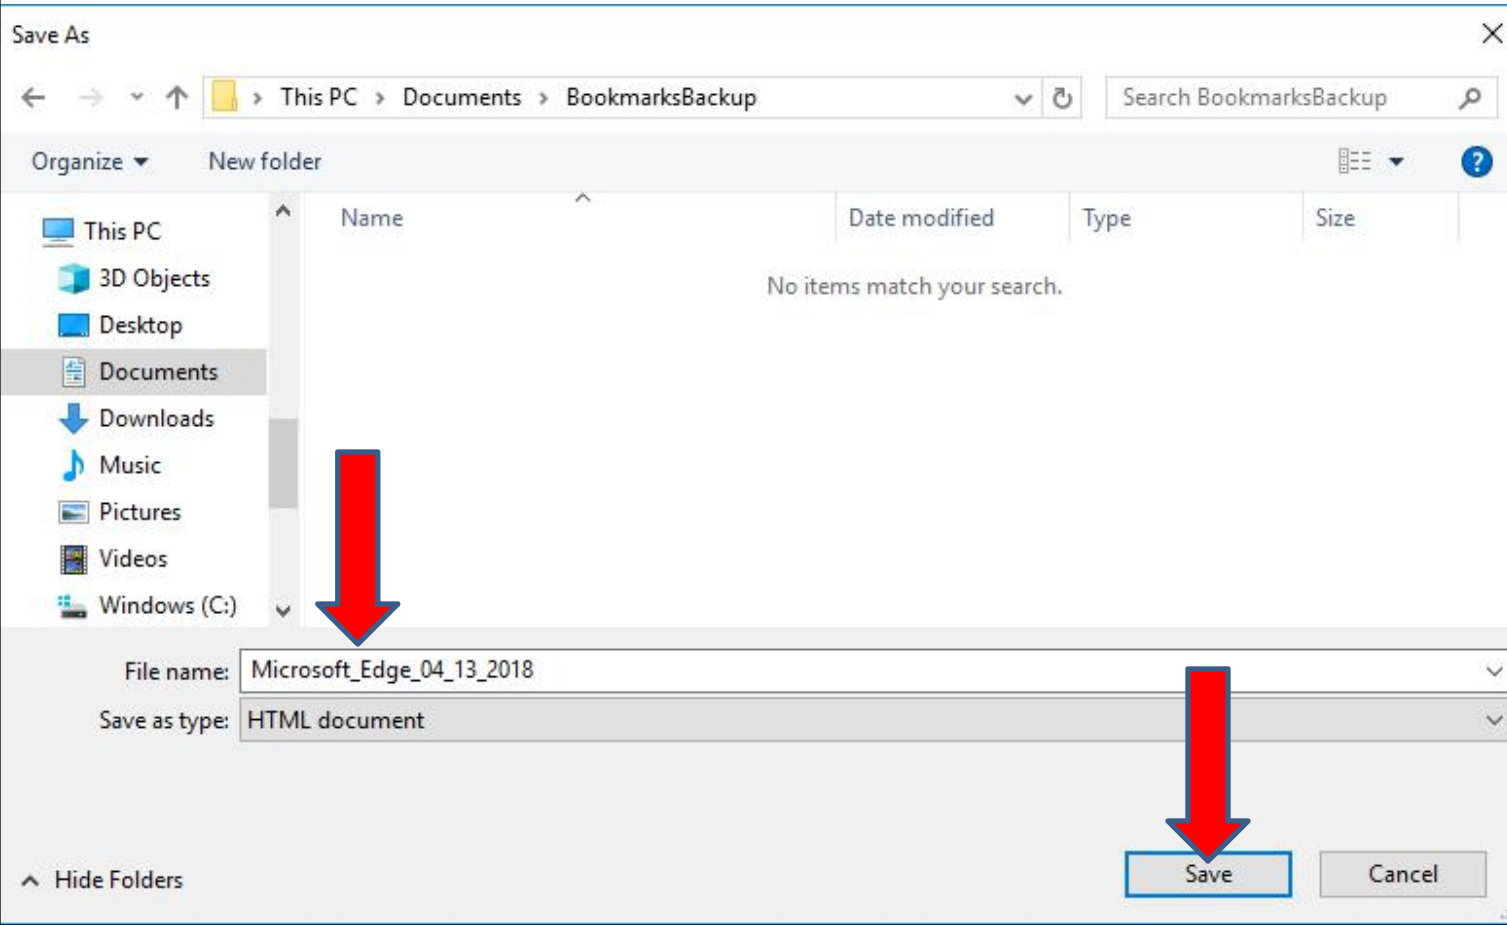 Save As
This PC > Documents > BookmarksBackup
Search BookmarksBackup
Organize
New folder
?
Name
Date modified
Type
Size
This PC
3D Objects
Desktop
Documents
Downloads
Music
Pictures
Videos
Windows (C:)
No items match your search.
File name: Microsoft_Edge_04_13_2018
Save as type: HTML document
Hide Folders
Save
Cancel